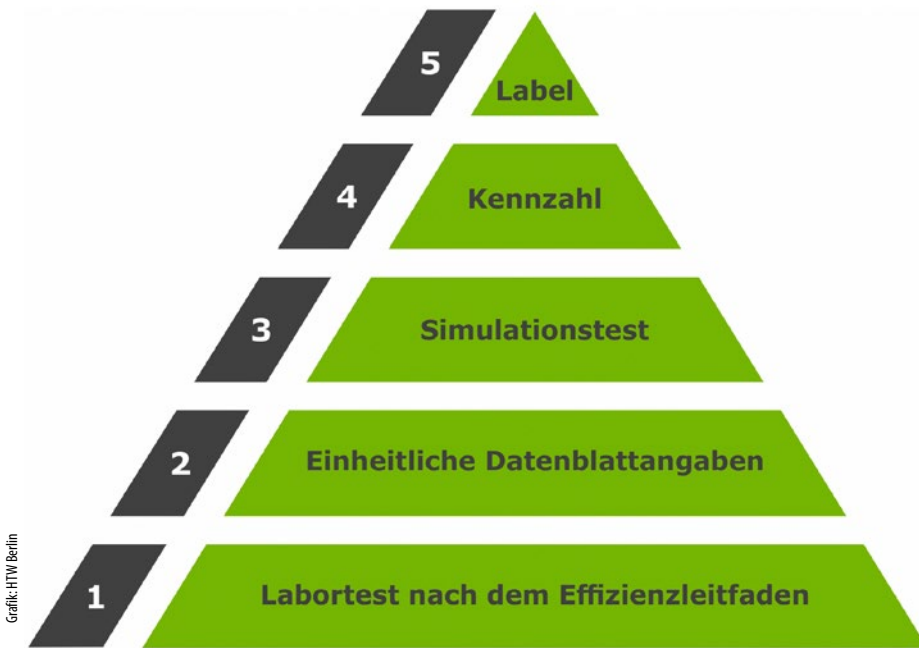 5
Label
4
Kennzahl
3
Simulationstest
2
Einheitliche Datenblattangaben
1
Labortest nach dem Effizienzleitfaden
Grafik: HTW Berlin